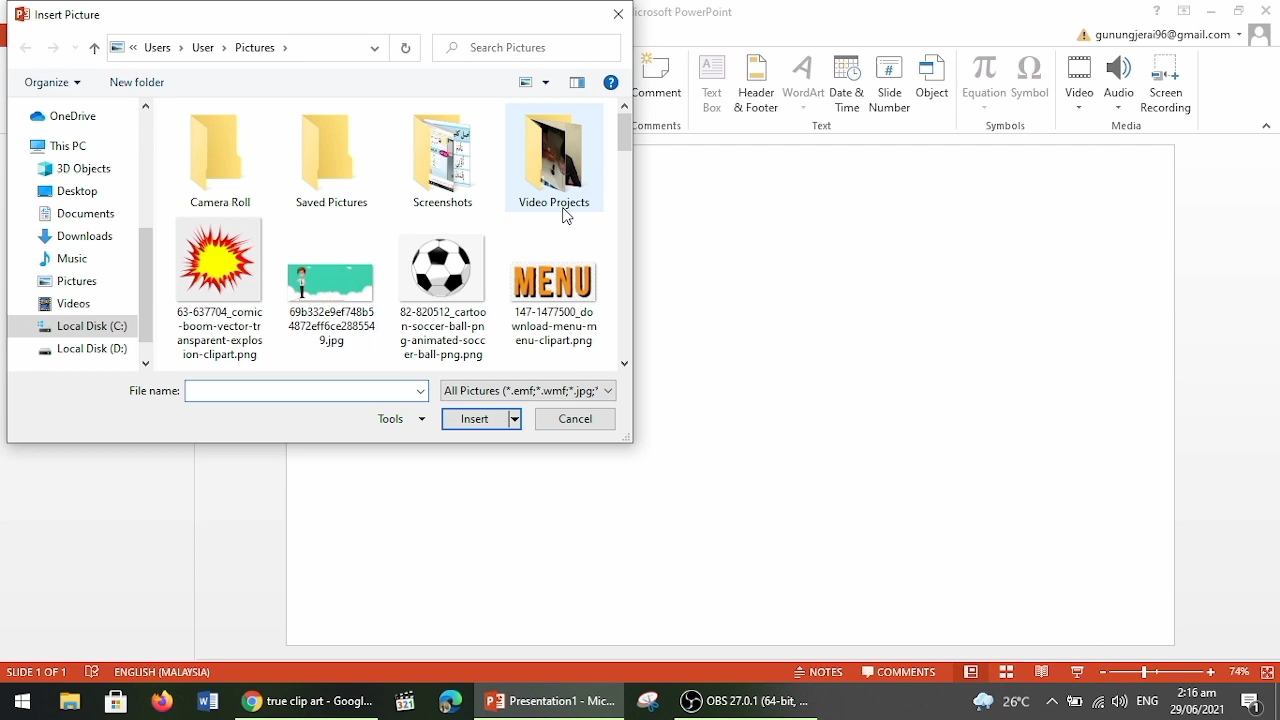 Insert Picture
icrosoft PowerPoint
gunungjerai96@gmail.com
« Users › User › Pictures ›
Search Pictures
Organize
New folder
Comment
Text Box
Header & Footer
WordArt
Date & Time
Slide Number
Object
Equation
Symbol
Video
Audio
Screen Recording
omments
Text
Symbols
Media
OneDrive
This PC
3D Objects
Desktop
Documents
Downloads
Music
Pictures
Videos
Local Disk (C:)
Local Disk (D:)
Camera Roll
Saved Pictures
Screenshots
Video Projects
MENU
63-637704_comic
-boom-vector-tr
ansparent-explos
ion-clipart.png
69b332e9ef748b5
4872eff6ce288554
9.jpg
82-820512_cartoo
n-soccer-ball-pn
g-animated-socc
er-ball-png.png
147-1477500_do
wnload-menu-m
enu-clipart.png
File name:
All Pictures (*.emf;*.wmf;*.jpg;*
Tools
Insert
Cancel
SLIDE 1 OF 1
ENGLISH (MALAYSIA)
NOTES
COMMENTS
74%
true clip art - Googl...
321
Presentation1 - Mic...
OBS 27.0.1 (64-bit, ...
26°C
ENG
2:16 am
29/06/2021
1